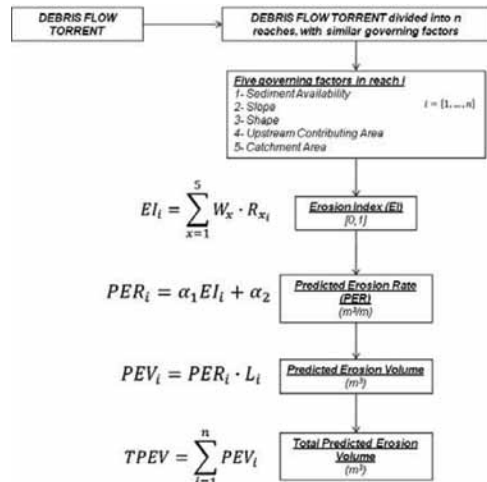 DEBRIS FLOW
TORRENT
DEBRIS FLOW TORRENT divided into n
reaches, with similar governing factors
Five governing factors in reach i
1- Sediment Availability
2- Slope
3- Shape
4- Upstream Contributing Area
5- Catchment Area
i = {1, ..., n}
EI_i = \sum_{x=1}^{5} W_x · R_{x_i}
Erosion Index (EI)
[0,1]
PER_i = α_1 EI_i + α_2
Predicted Erosion Rate
(PER)
(m³/m)
PEV_i = PER_i · L_i
Predicted Erosion Volume
(m³)
TPEV = \sum_{i=1}^{n} PEV_i
Total Predicted Erosion
Volume
(m³)